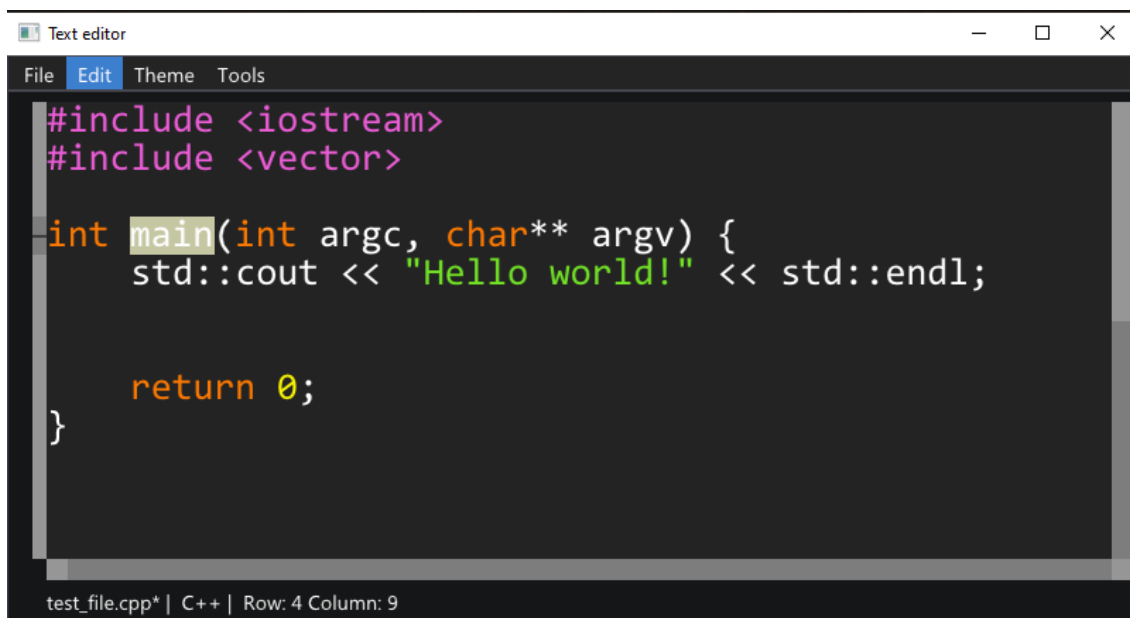 Text editor
File Edit Theme Tools
#include <iostream>
#include <vector>
int main(int argc, char** argv) {
    std::cout << "Hello world!" << std::endl;
    return 0;
}
test_file.cpp* | C++ | Row: 4 Column: 9